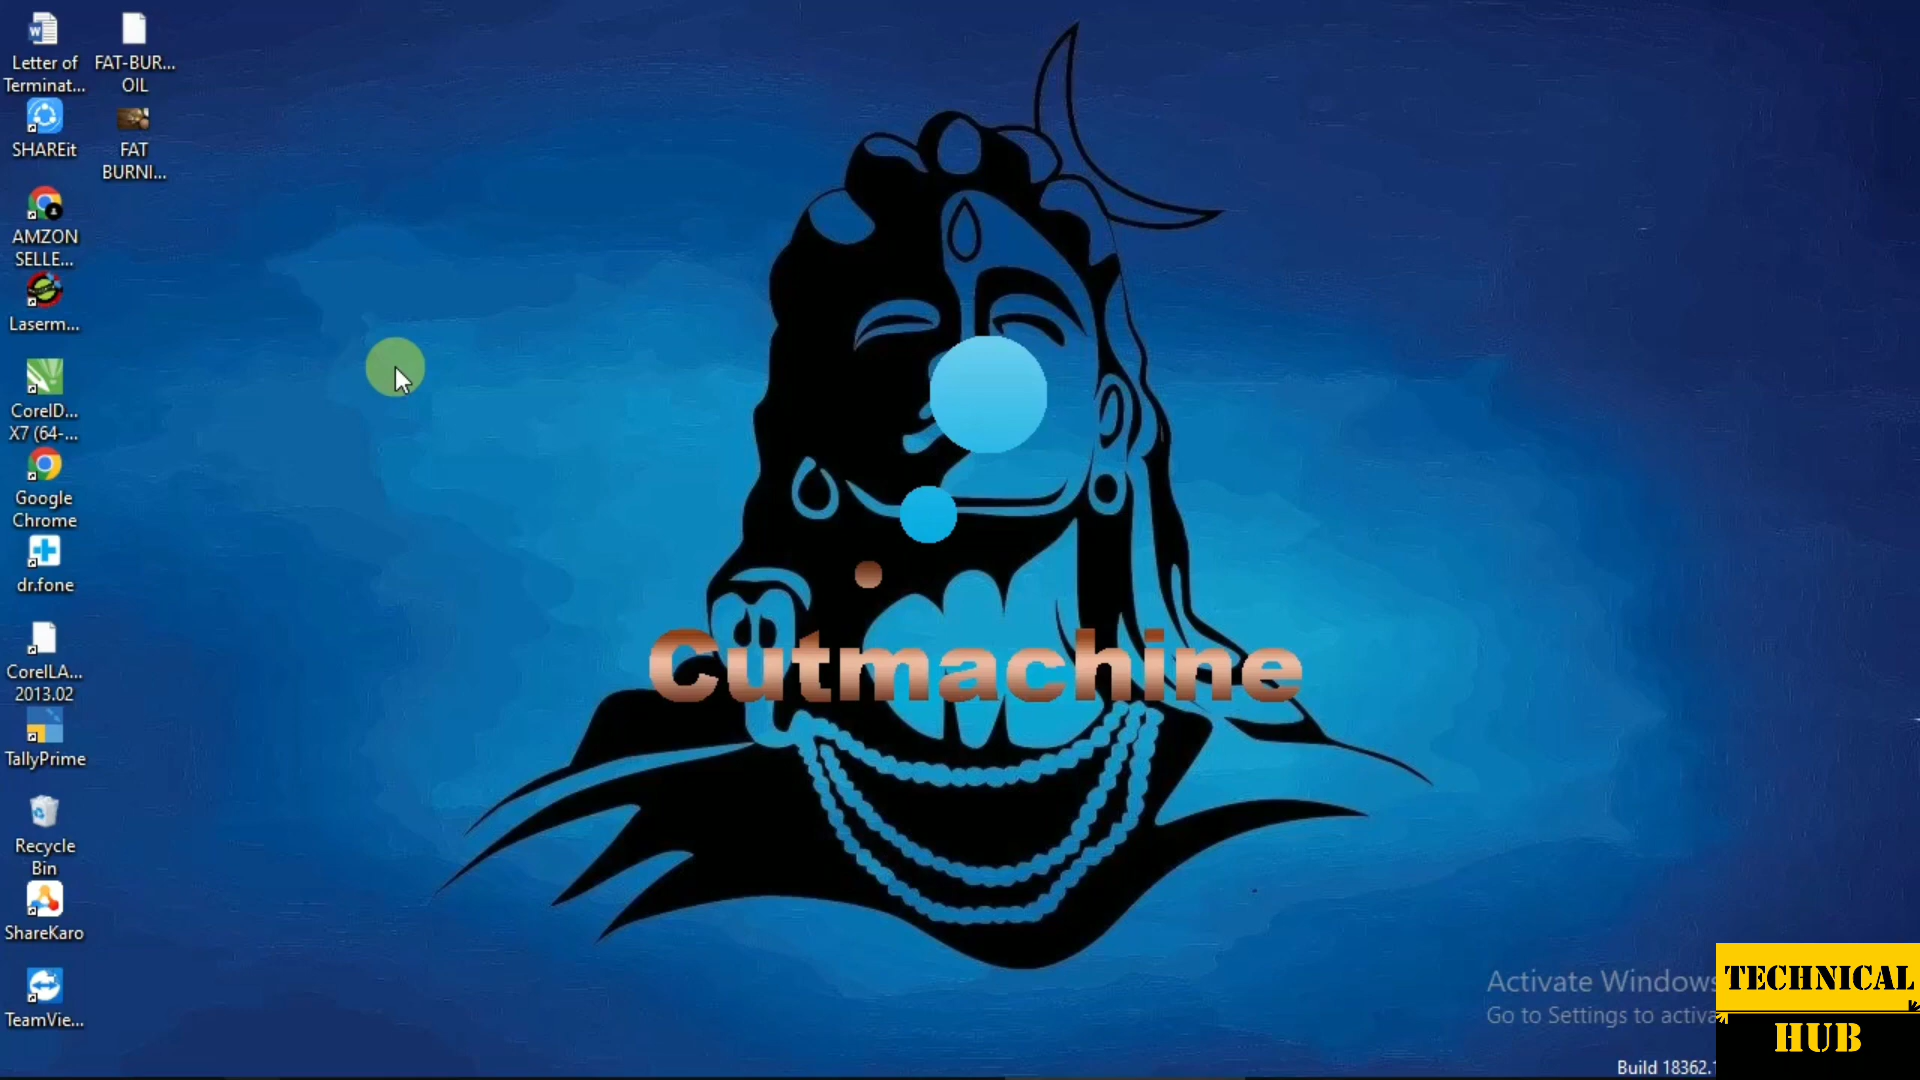 Letter of
Terminat...
FAT-BUR...
OIL
SHAREit
FAT
BURNI...
AMZON
SELLE...
Laserm...
CorelD...
X7 (64-...
Google
Chrome
dr.fone
CorelLA...
2013.02
TallyPrime
Recycle
Bin
ShareKaro
TeamVie...
Cutmachine
Activate Windows
Go to Settings to activa
Build 18362.1
TECHNICAL
HUB